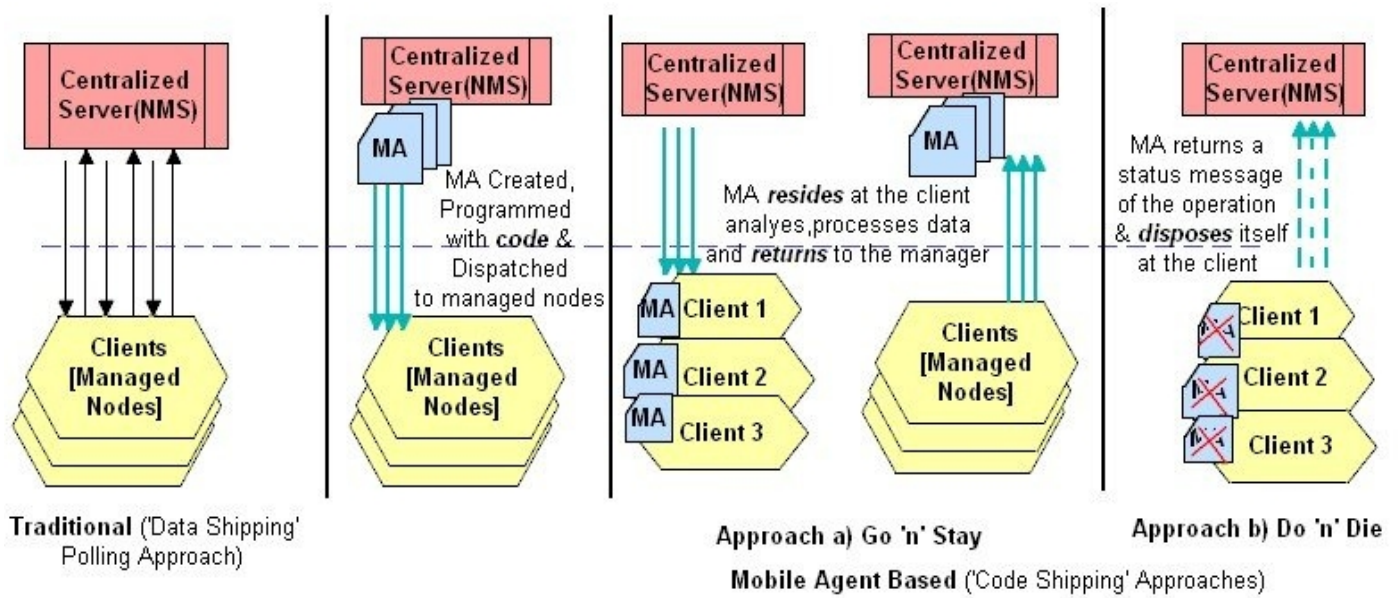 Centralized
Server(NMS)
Clients
[Managed
Nodes]
Traditional ('Data Shipping'
Polling Approach)
Centralized
Server(NMS)
MA
MA Created,
Programmed
with code &
Dispatched
to managed nodes
Clients
[Managed
Nodes]
Centralized
Server(NMS)
MA resides at the client
analyses,processes data
and returns to the manager
MA Client 1
MA Client 2
MA Client 3
Centralized
Server(NMS)
MA
Clients
[Managed
Nodes]
Approach a) Go 'n' Stay
Centralized
Server(NMS)
MA returns a
status message
of the operation
& disposes itself
at the client
MA Client 1
MA Client 2
MA Client 3
Approach b) Do 'n' Die
Mobile Agent Based ('Code Shipping' Approaches)